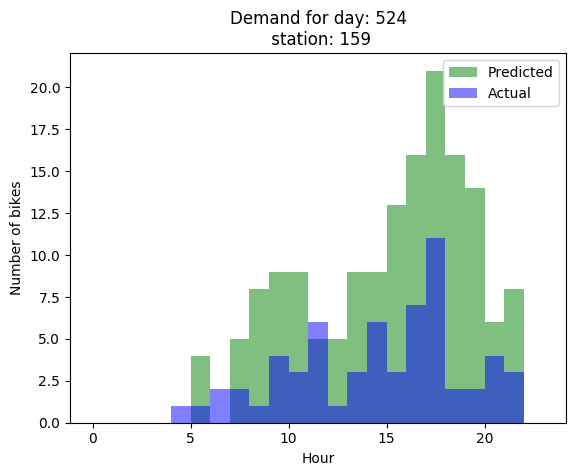 Demand for day: 524
station: 159
Predicted
Actual
20.0
17.5
15.0
12.5
10.0
7.5
5.0
2.5
0.0
Number of bikes
0 5 10 15 20
Hour